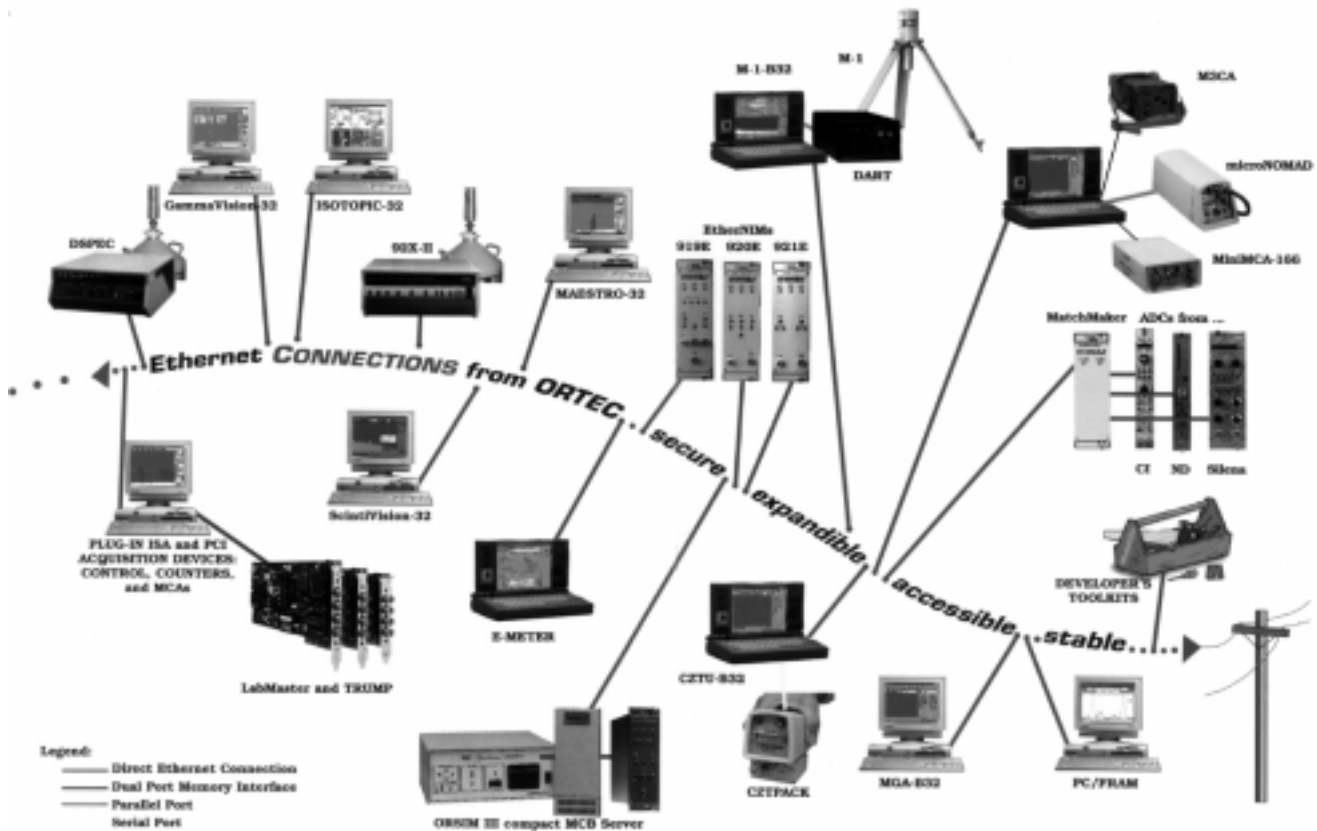 M-1-B32
M-1
M3CA
DART
microNOMAD
GammaVision-32
ISOTOPIC-32
DSPEC
92X-II
MAESTRO-32
EtherNIMs
919E 920E 921E
MiniMCA-166
MatchMaker ADCs from ...
CI ND Silena
Ethernet CONNECTIONS from ORTEC... secure expandible accessible ...stable....
ScintiVision-32
PLUG-IN ISA and PCI
ACQUISITION DEVICES:
CONTROL, COUNTERS,
and MCAs
LabMaster and TRUMP
E-METER
CZTU-B32
DEVELOPER'S
TOOLKITS
CZTPACK
MGA-B32
PC/FRAM
ORSIM III compact MCB Server
Legend:
Direct Ethernet Connection
Dual Port Memory Interface
Parallel Port
Serial Port